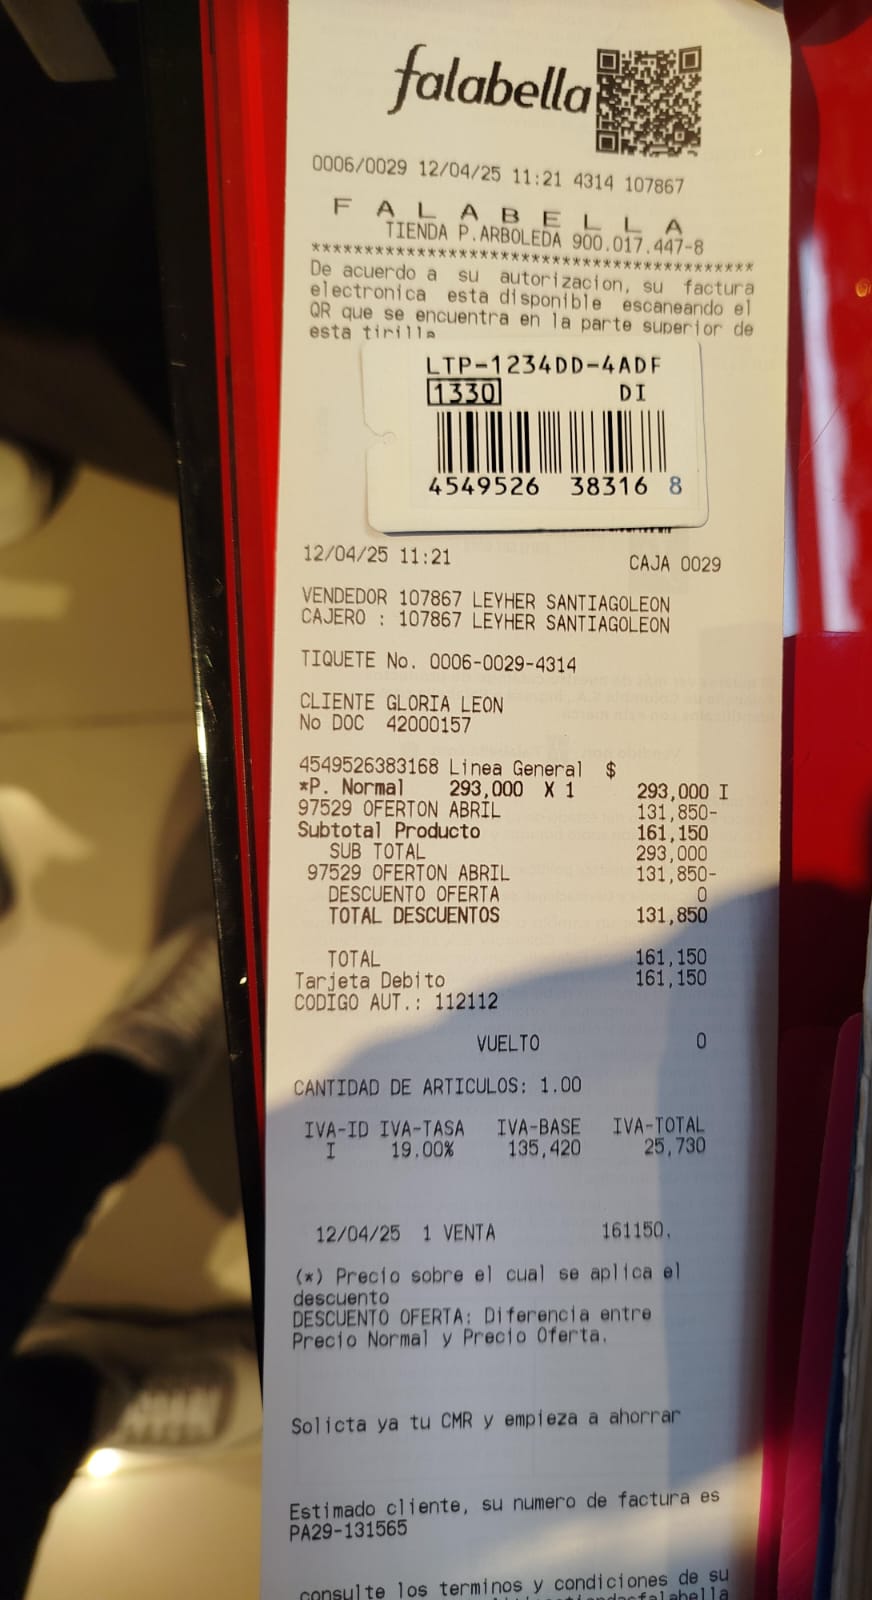 falabella
0006/0029 12/04/25 11:21 4314 107867
F A L A B E L L A
TIENDA P.ARBOLEDA 900.017.447-8
******************************************
De acuerdo a su autorizacion, su factura
electronica esta disponible escaneando el
QR que se encuentra en la parte superior de
esta tirilla
LTP-1234DD-4ADF
1330 DI
4549526 38316 8
12/04/25 11:21 CAJA 0029
VENDEDOR 107867 LEYHER SANTIAGOLEON
CAJERO : 107867 LEYHER SANTIAGOLEON
TIQUETE No. 0006-0029-4314
CLIENTE GLORIA LEON
No DOC 42000157
4549526383168 Linea General $
*P. Normal 293,000 X 1 293,000 I
97529 OFERTON ABRIL 131,850-
Subtotal Producto 161,150
SUB TOTAL 293,000
97529 OFERTON ABRIL 131,850-
DESCUENTO OFERTA 0
TOTAL DESCUENTOS 131,850
TOTAL 161,150
Tarjeta Debito 161,150
CODIGO AUT.: 112112
VUELTO 0
CANTIDAD DE ARTICULOS: 1.00
IVA-ID IVA-TASA IVA-BASE IVA-TOTAL
I 19.00% 135,420 25,730
12/04/25 1 VENTA 161150.
(*) Precio sobre el cual se aplica el
descuento
DESCUENTO OFERTA: Diferencia entre
Precio Normal y Precio Oferta.
Solicta ya tu CMR y empieza a ahorrar
Estimado cliente, su numero de factura es
PA29-131565
consulte los terminos y condiciones de su